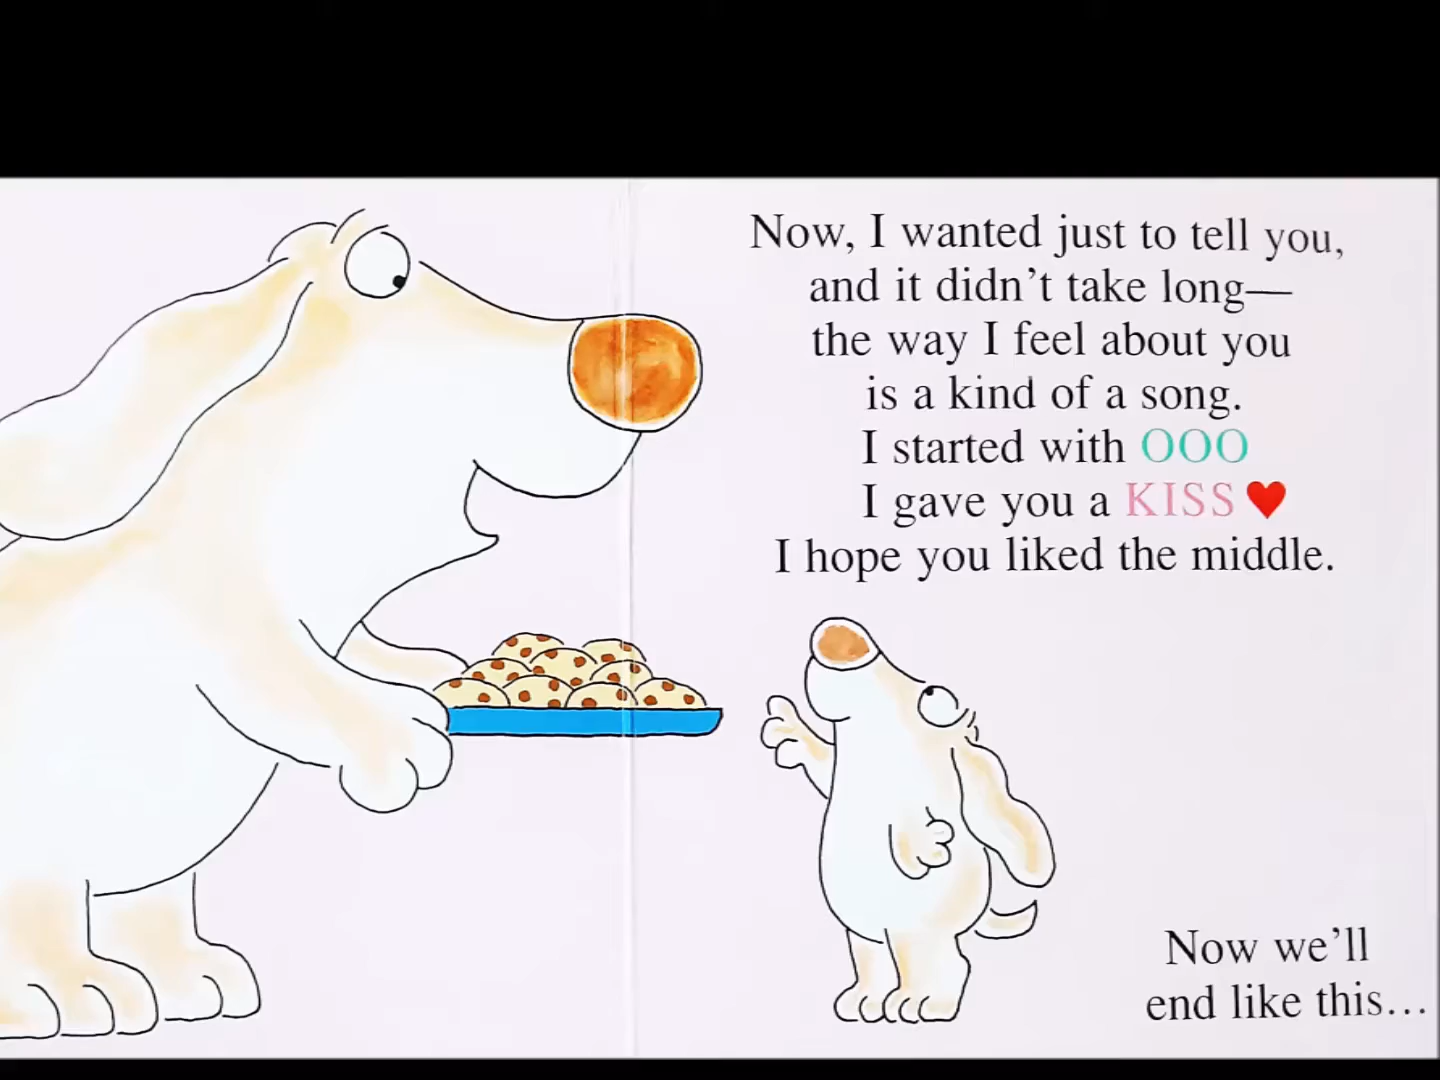 Now, I wanted just to tell you,
and it didn't take long—
the way I feel about you
is a kind of a song.
I started with OOO
I gave you a KISS♥
I hope you liked the middle.
Now we'll
end like this...